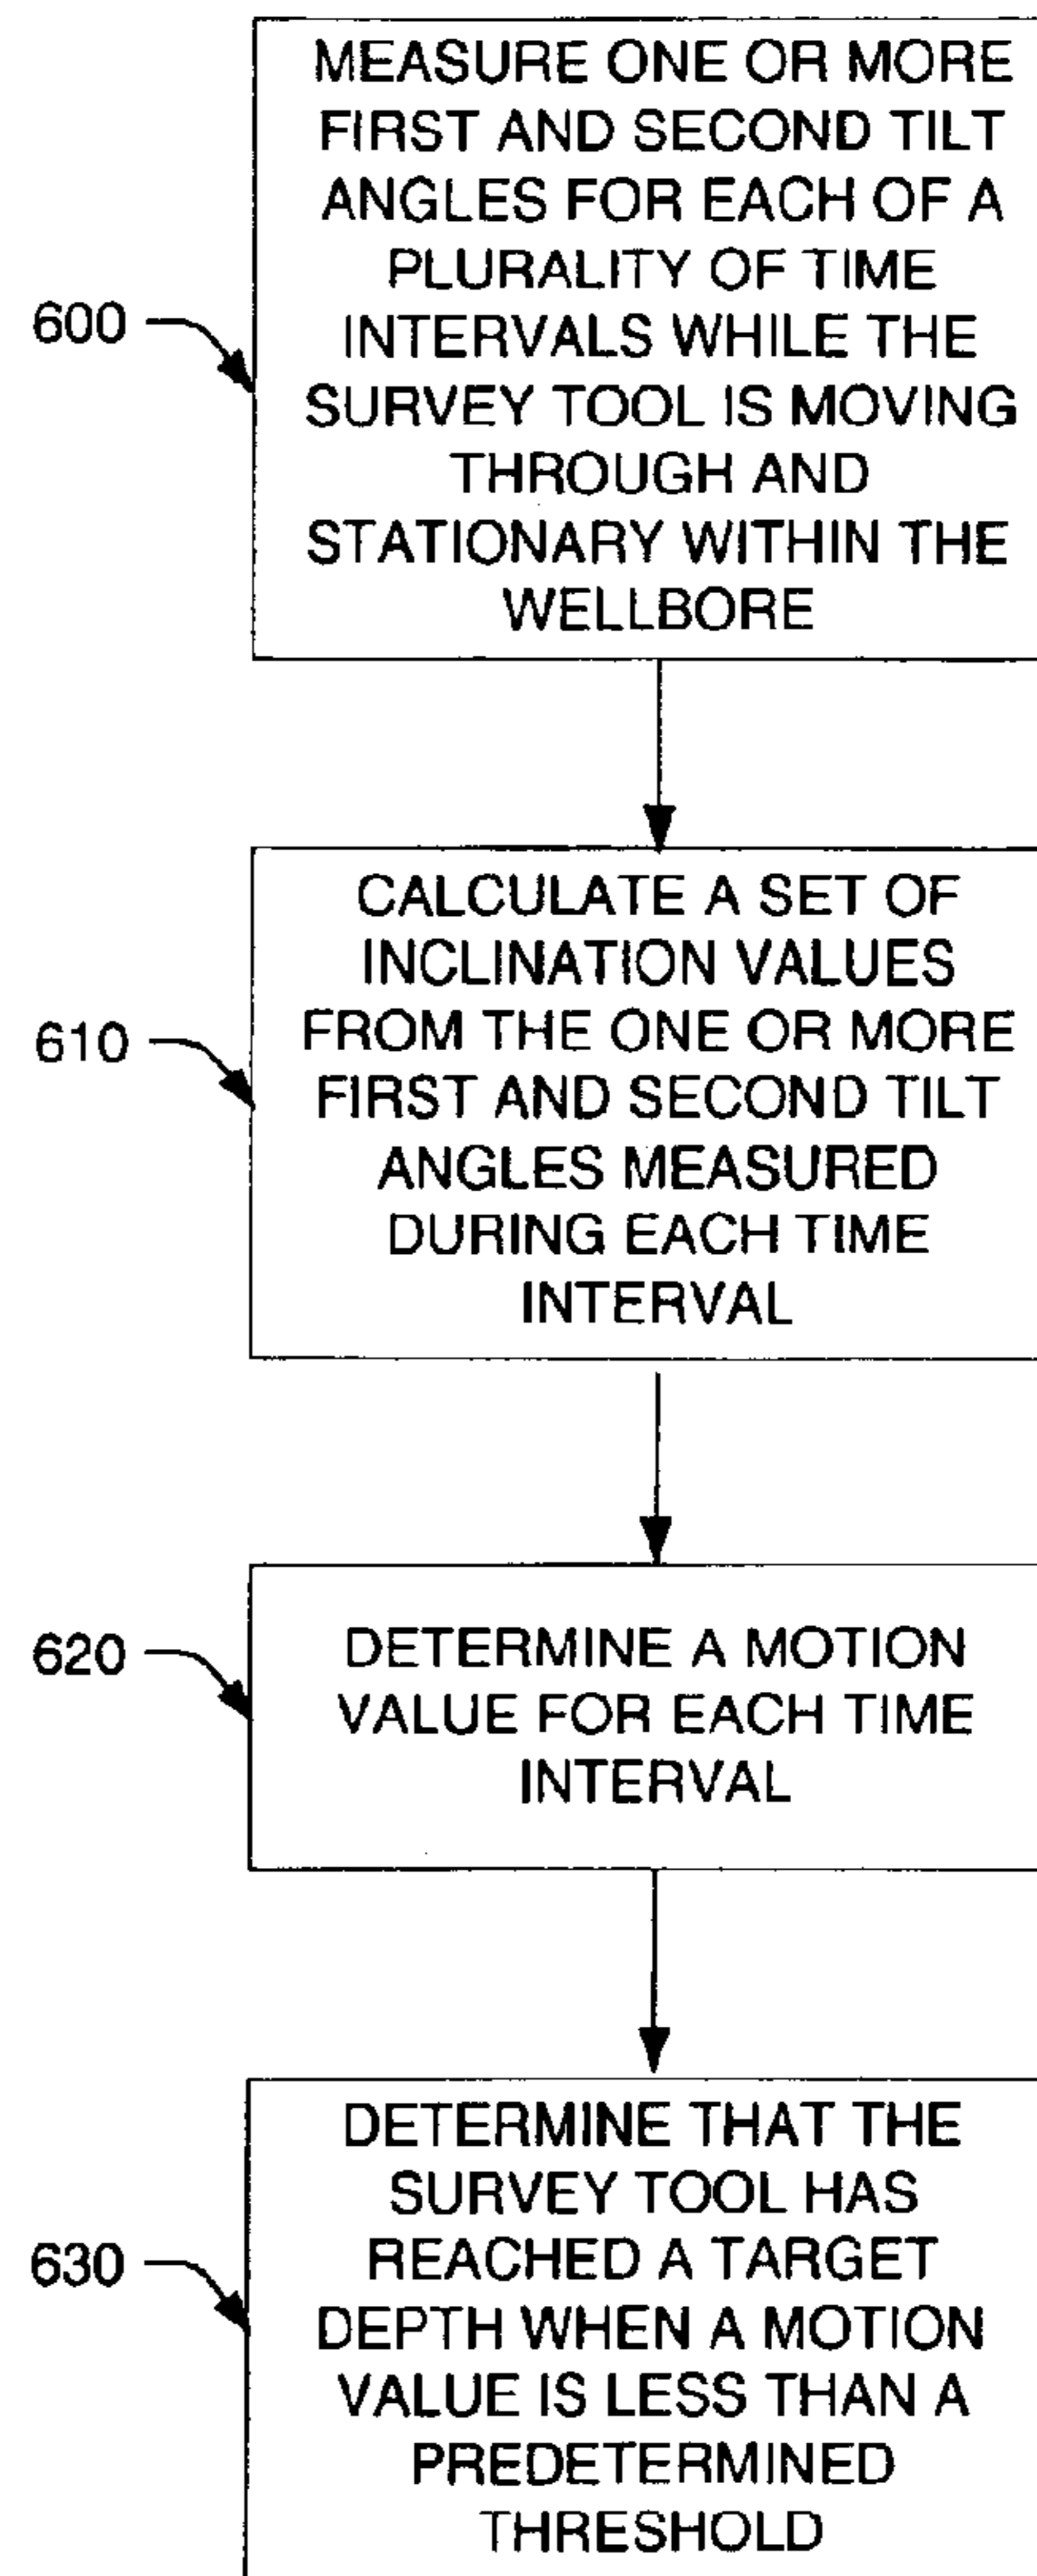 MEASURE ONE OR MORE
FIRST AND SECOND TILT
ANGLES FOR EACH OF A
PLURALITY OF TIME
INTERVALS WHILE THE
SURVEY TOOL IS MOVING
THROUGH AND
STATIONARY WITHIN THE
WELLBORE
600
CALCULATE A SET OF
INCLINATION VALUES
FROM THE ONE OR MORE
FIRST AND SECOND TILT
ANGLES MEASURED
DURING EACH TIME
INTERVAL
610
DETERMINE A MOTION
VALUE FOR EACH TIME
INTERVAL
620
DETERMINE THAT THE
SURVEY TOOL HAS
REACHED A TARGET
DEPTH WHEN A MOTION
VALUE IS LESS THAN A
PREDETERMINED
THRESHOLD
630